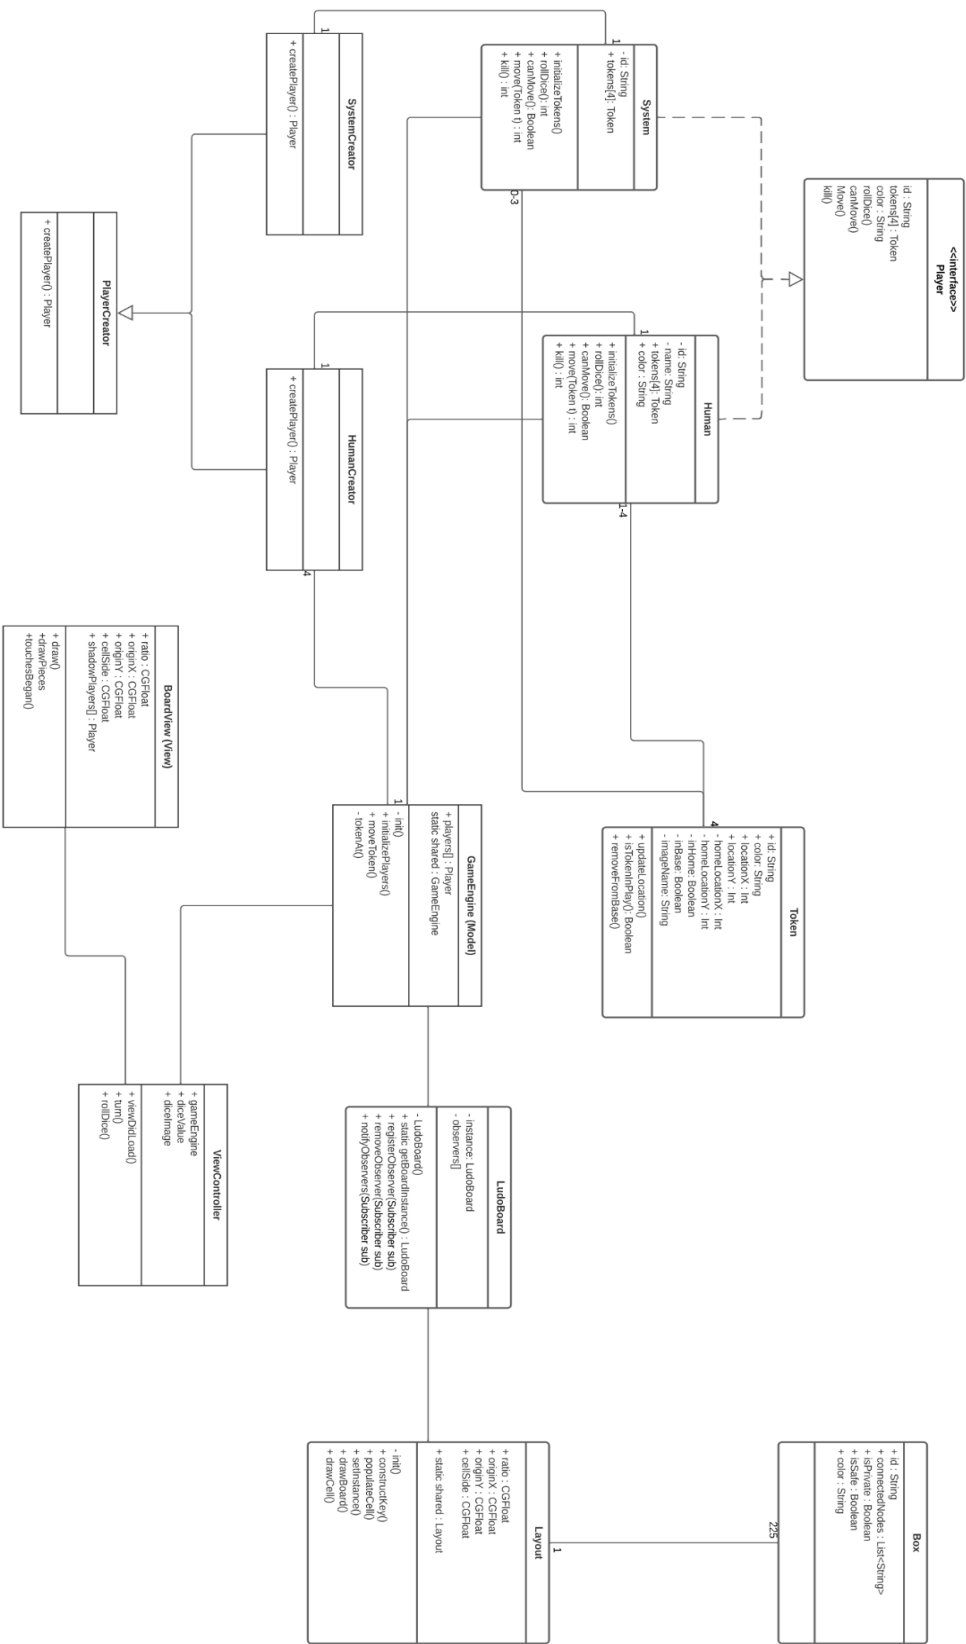 <<interface>>
Player
id : String
tokens[4] : Token
color : String
rollDice()
canMove()
Move()
kill()
System
- id: String
+ tokens[4]: Token
+ initializeTokens()
+ rollDice(): int
+ canMove(): Boolean
+ move(Token t) : int
+ kill() : int
1
0-3
Human
- id: String
- name: String
+ tokens[4]: Token
+ color : String
+ initializeTokens()
+ rollDice(): int
+ canMove(): Boolean
+ move(Token t) : int
+ kill() : int
1
1-4
Token
+ id: String
+ color: String
+ locationX : Int
+ locationY : Int
- homeLocationX : Int
- homeLocationY : Int
- inHome: Boolean
- inBase: Boolean
- imageName: String
+ updateLocation()
+ isTokenInPlay(): Boolean
+ removeFromBase()
4
Box
+ id : String
+ connectedNodes : List<String>
+ isPrivate : Boolean
+ isSafe : Boolean
+ color : String
225
1
SystemCreator
+ createPlayer() : Player
1
HumanCreator
+ createPlayer() : Player
1
4
PlayerCreator
+ createPlayer() : Player
GameEngine (Model)
+ players[] : Player
static shared : GameEngine
- init()
+ initializePlayers()
+ moveToken()
- tokenAt()
1
LudoBoard
- instance: LudoBoard
- observers[]
- LudoBoard()
+ static getBoardInstance() : LudoBoard
+ registerObserver(Subscriber sub)
+ removeObserver(Subscriber sub)
+ notifyObservers(Subscriber sub)
Layout
+ ratio : CGFloat
+ originX : CGFloat
+ originY : CGFloat
+ cellSide : CGFloat
+ static shared : Layout
- init()
+ constructKey()
+ populateCell()
+ setInstance()
+ drawBoard()
+ drawCell()
BoardView (View)
+ ratio : CGFloat
+ originX : CGFloat
+ originY : CGFloat
+ cellSide : CGFloat
+ shadowPlayers[] : Player
+ draw()
+drawPieces
+touchesBegan()
ViewController
+ gameEngine
+ diceValue
+ diceImage
+ viewDidLoad()
+ turn()
+ rollDice()